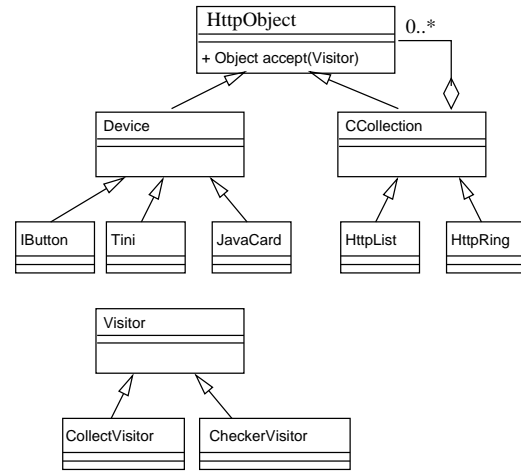 HttpObject
0..*
+ Object accept(Visitor)
Device
CCollection
IButton
Tini
JavaCard
HttpList
HttpRing
Visitor
CollectVisitor
CheckerVisitor